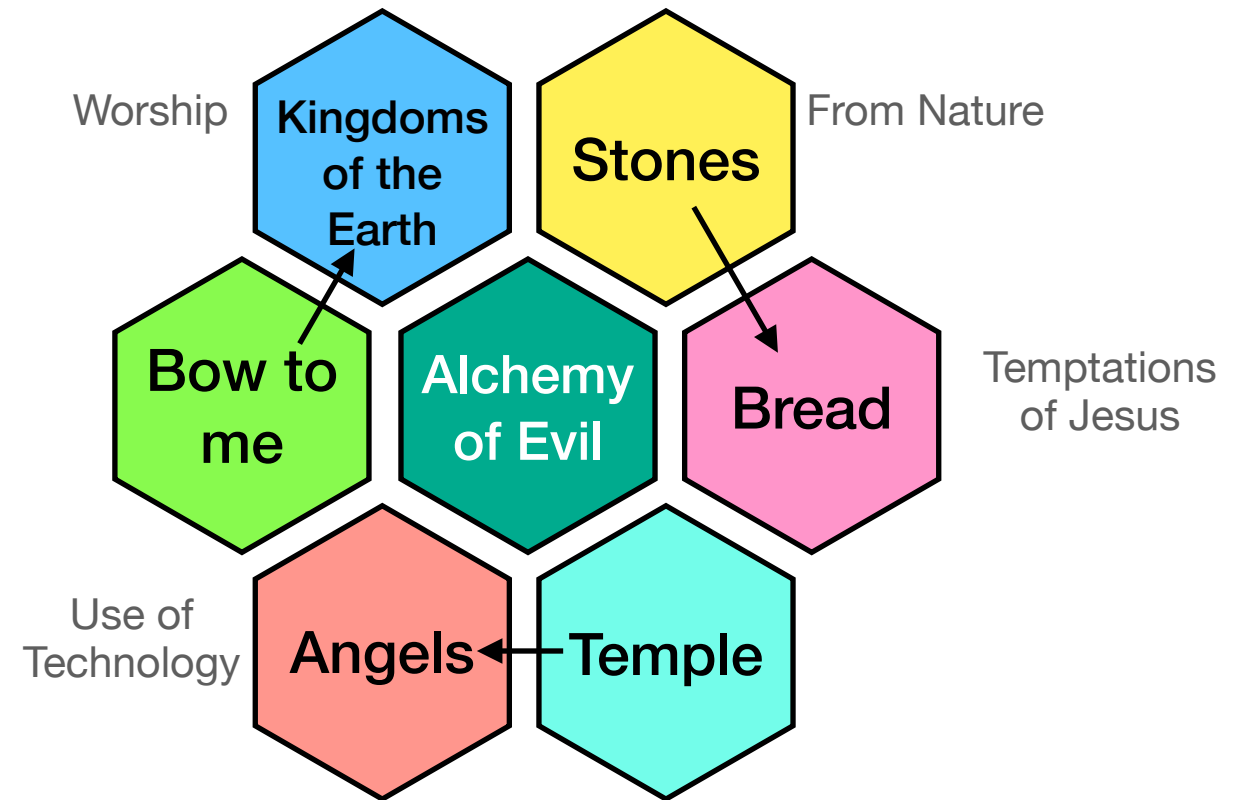 Worship
Kingdoms
of the
Earth
Stones
From Nature
Bow to
me
Alchemy
of Evil
Bread
Temptations
of Jesus
Use of
Technology
Angels
Temple